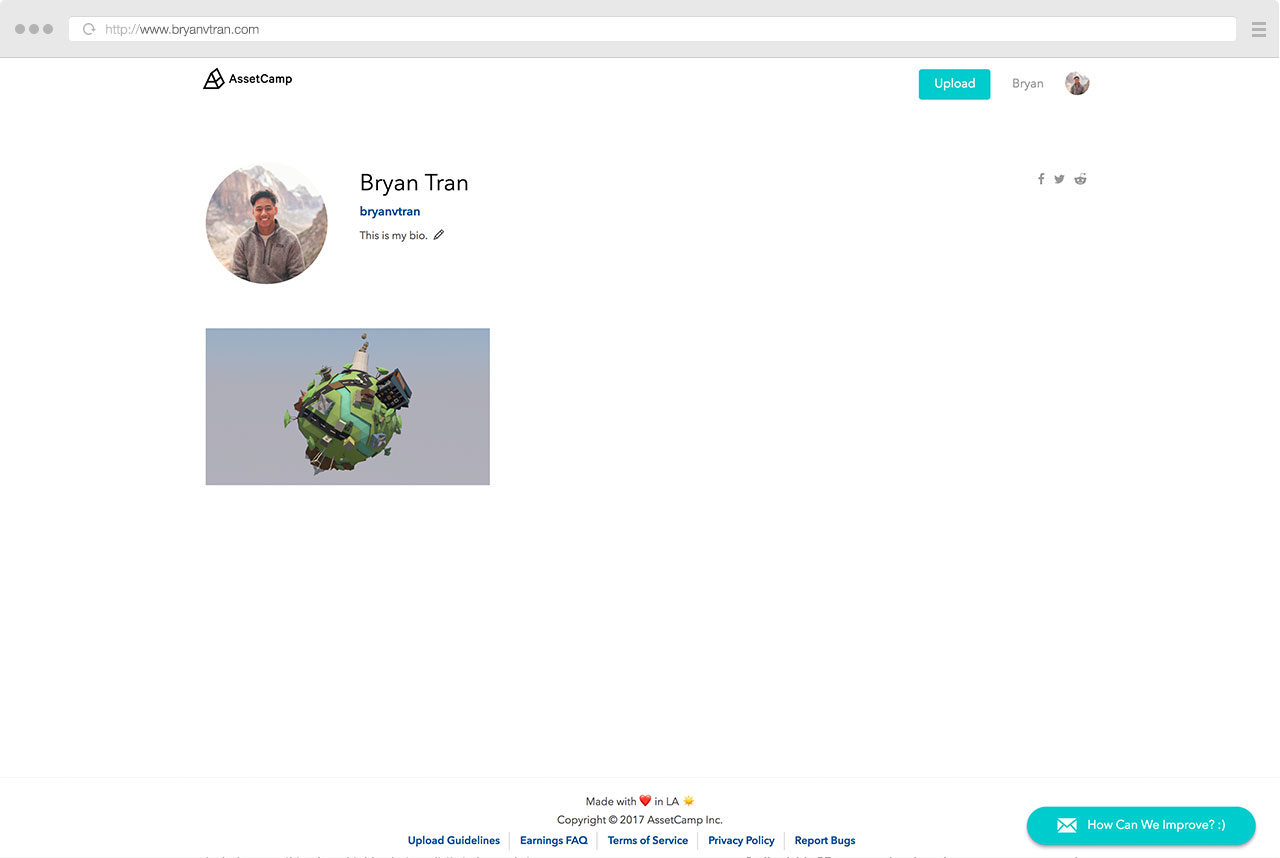 http://www.bryanvtran.com
AssetCamp
Upload
Bryan
Bryan Tran
bryanvtran
This is my bio.
Made with ❤️ in LA ☀️
Copyright © 2017 AssetCamp Inc.
Upload Guidelines
Earnings FAQ
Terms of Service
Privacy Policy
Report Bugs
How Can We Improve? :)